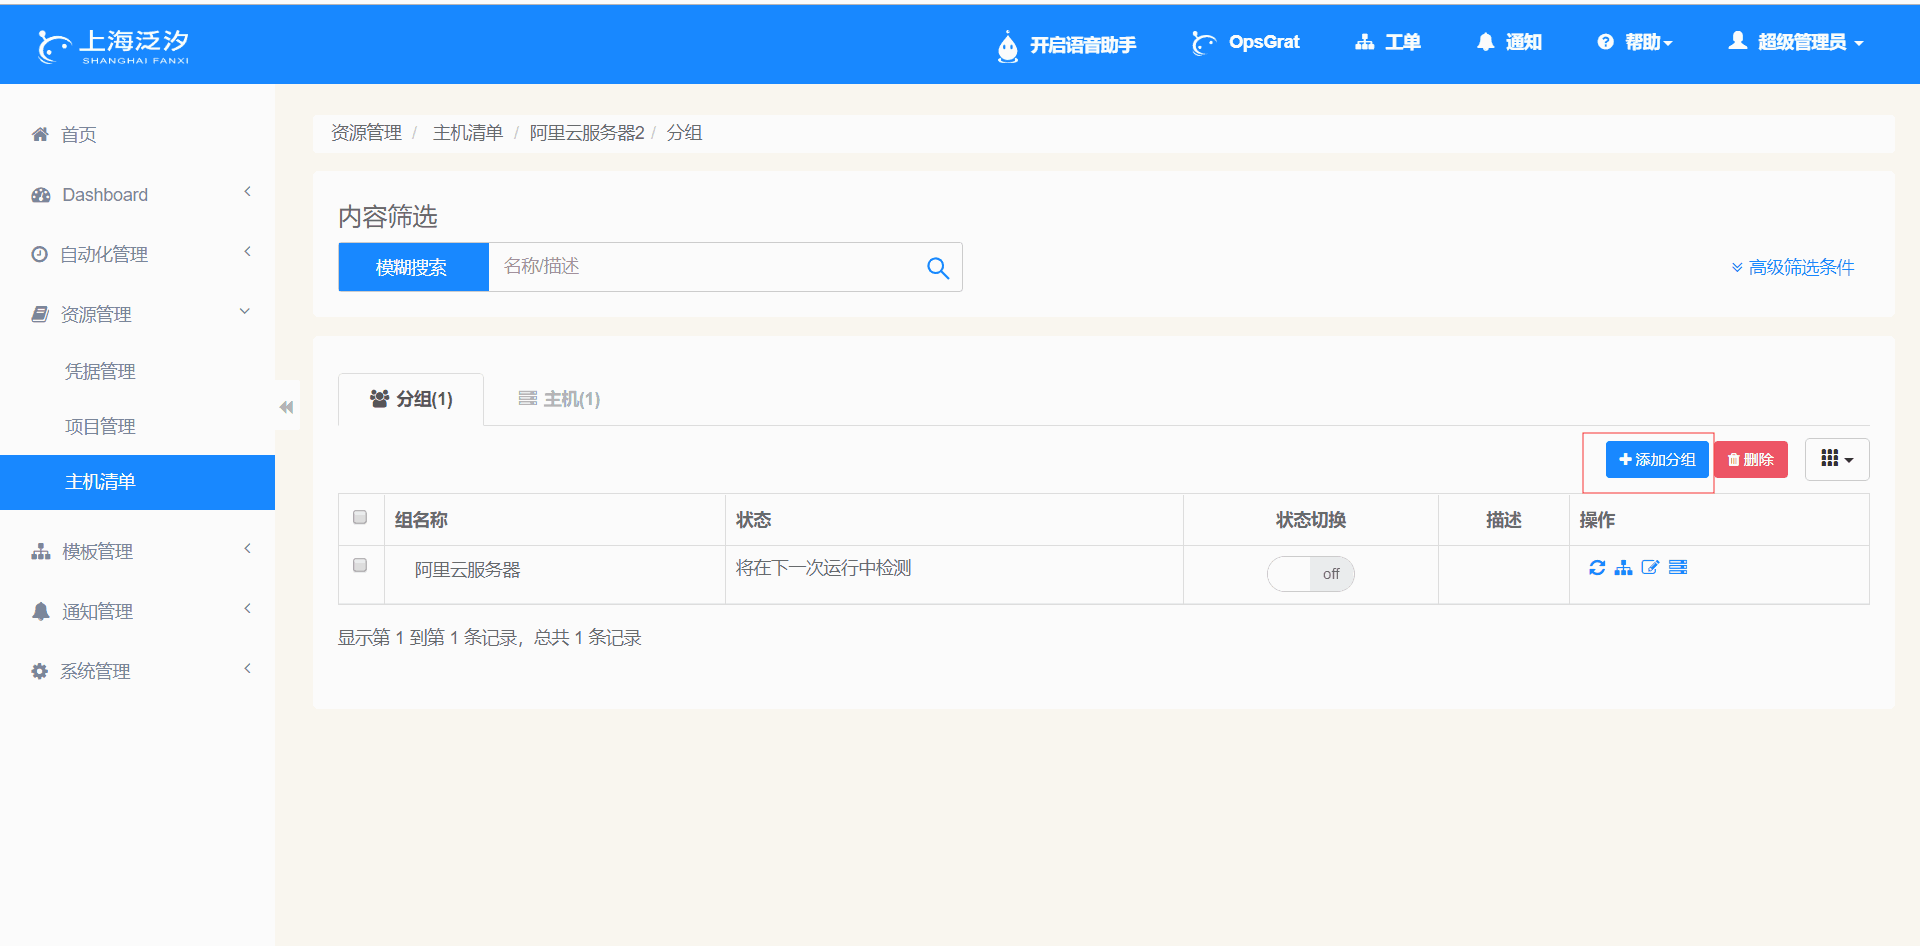 上海泛汐
SHANGHAI FANXI
开启语音助手
OpsGrat
工单
通知
帮助
超级管理员
首页
Dashboard
自动化管理
资源管理
凭据管理
项目管理
主机清单
模板管理
通知管理
系统管理
资源管理 / 主机清单 / 阿里云服务器2 / 分组
内容筛选
模糊搜索
名称/描述
高级筛选条件
分组(1)
主机(1)
添加分组
删除
组名称 状态 状态切换 描述 操作
阿里云服务器 将在下一次运行中检测 off
显示第 1 到第 1 条记录，总共 1 条记录